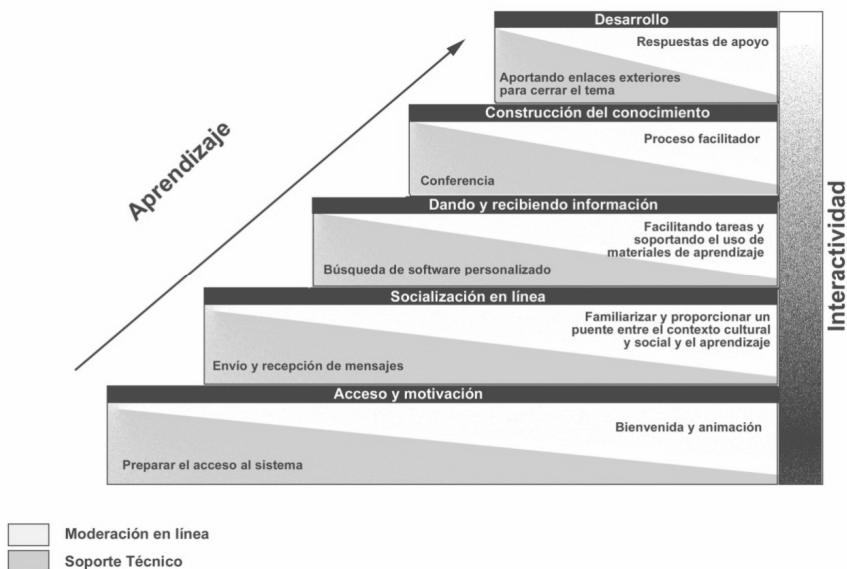 Desarrollo
Respuestas de apoyo
Aportando enlaces exteriores
para cerrar el tema
Construcción del conocimiento
Proceso facilitador
Conferencia
Dando y recibiendo información
Facilitando tareas y
soportando el uso de
materiales de aprendizaje
Búsqueda de software personalizado
Socialización en línea
Familiarizar y proporcionar un
puente entre el contexto cultural
y social y el aprendizaje
Envío y recepción de mensajes
Acceso y motivación
Bienvenida y animación
Preparar el acceso al sistema
Aprendizaje
Interactividad
Moderación en línea
Soporte Técnico